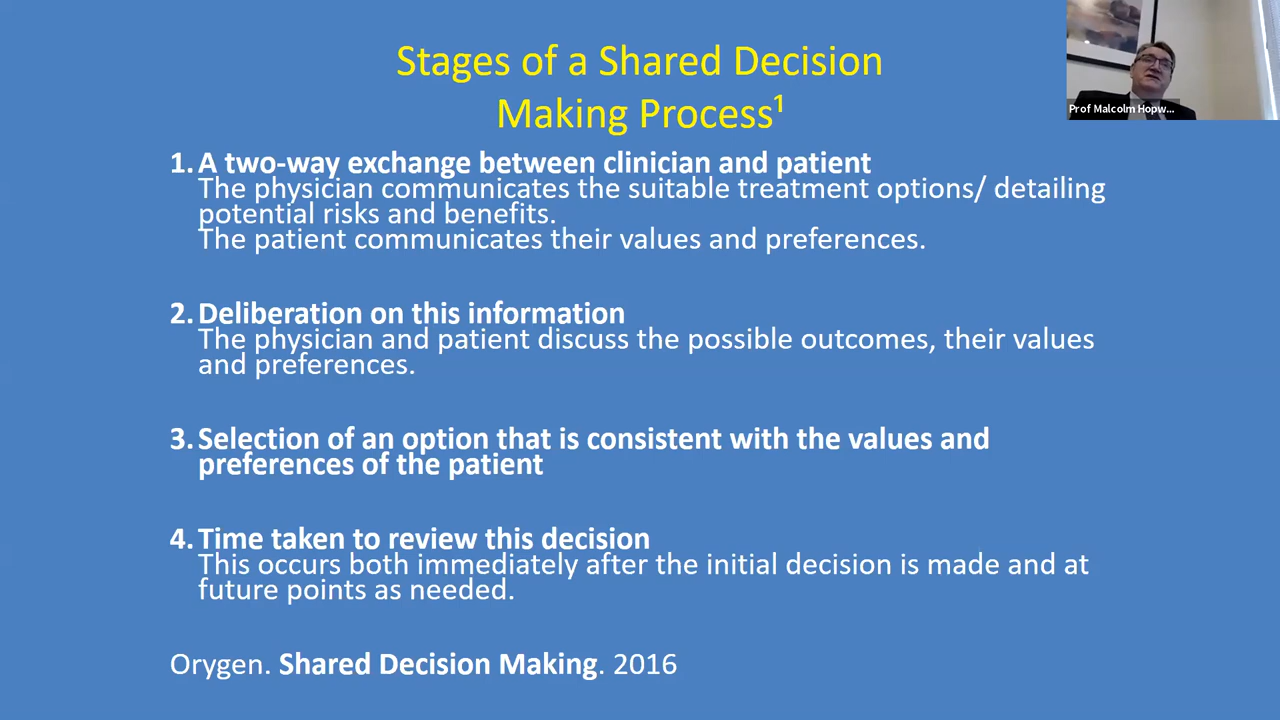 Stages of a Shared Decision
Making Process¹
Prof Malcolm Hopw...
1. A two-way exchange between clinician and patient
The physician communicates the suitable treatment options/ detailing
potential risks and benefits.
The patient communicates their values and preferences.
2. Deliberation on this information
The physician and patient discuss the possible outcomes, their values
and preferences.
3. Selection of an option that is consistent with the values and
preferences of the patient
4. Time taken to review this decision
This occurs both immediately after the initial decision is made and at
future points as needed.
Orygen. Shared Decision Making. 2016